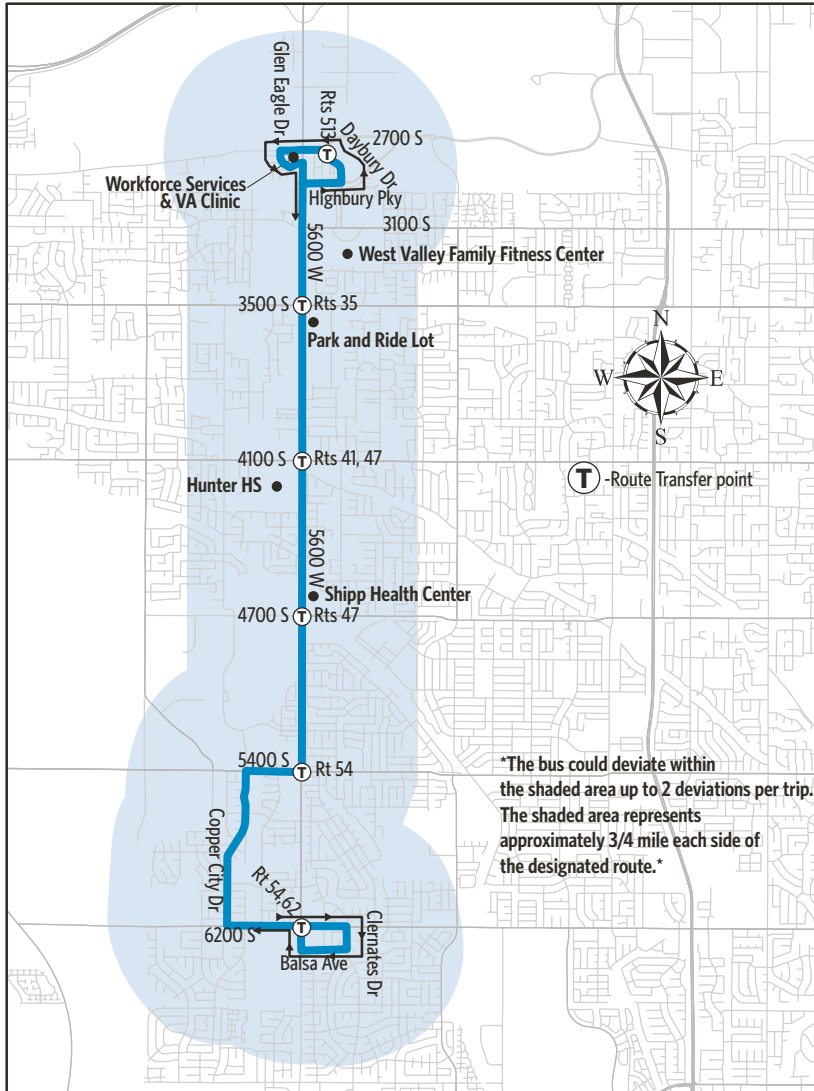 Glen Eagle Dr
Rts 513
Daybury Dr
2700 S
Workforce Services
& VA Clinic
HIghbury Pky
3100 S
5600 W
West Valley Family Fitness Center
3500 S
T
Rts 35
Park and Ride Lot
N
W
E
S
4100 S
T
Rts 41, 47
T
-Route Transfer point
Hunter HS
5600 W
Shipp Health Center
4700 S
T
Rts 47
5400 S
T
Rt 54
*The bus could deviate within
the shaded area up to 2 deviations per trip.
The shaded area represents
approximately 3/4 mile each side of
the designated route.*
Copper City Dr
Rt 54,62
T
Clernates Dr
6200 S
Balsa Ave
T